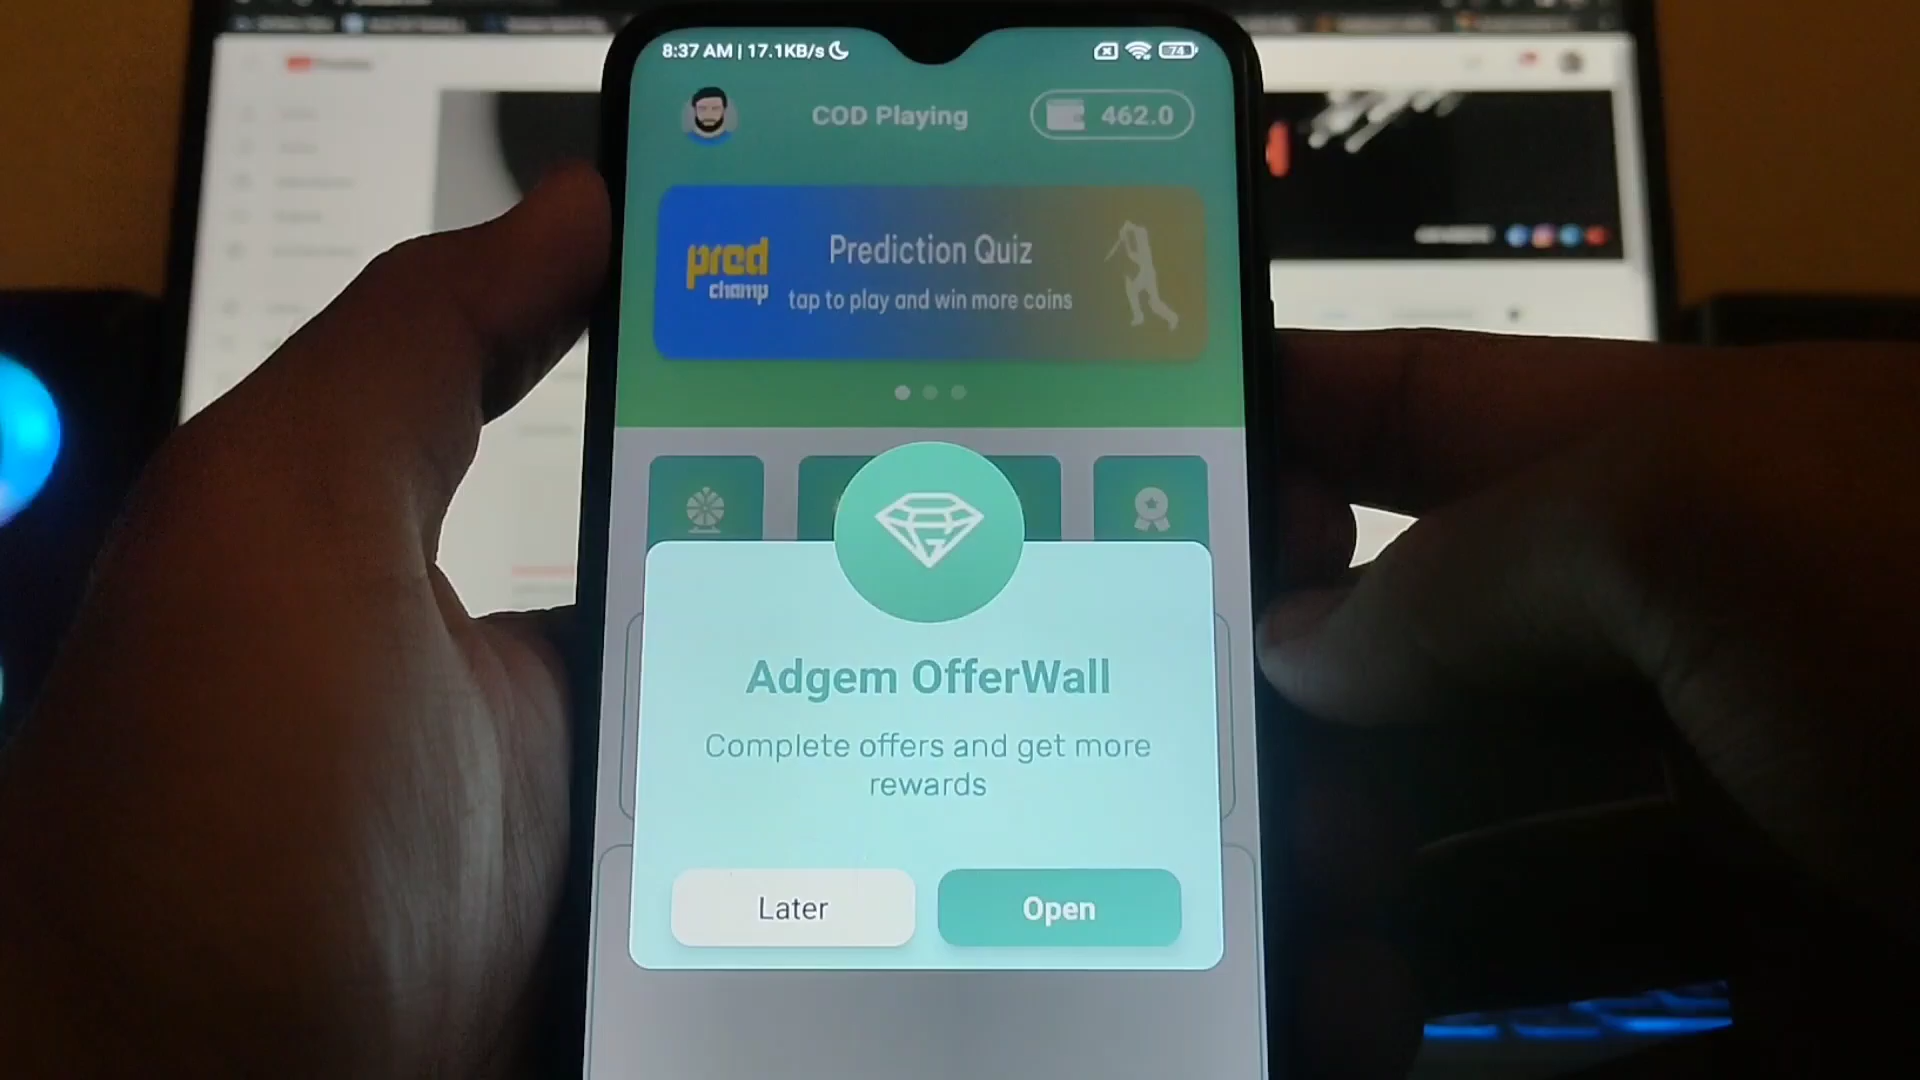 8:37 AM | 17.1KB/s
74
COD Playing
462.0
pred
champ
Prediction Quiz
tap to play and win more coins
Adgem OfferWall
Complete offers and get more
rewards
Later
Open